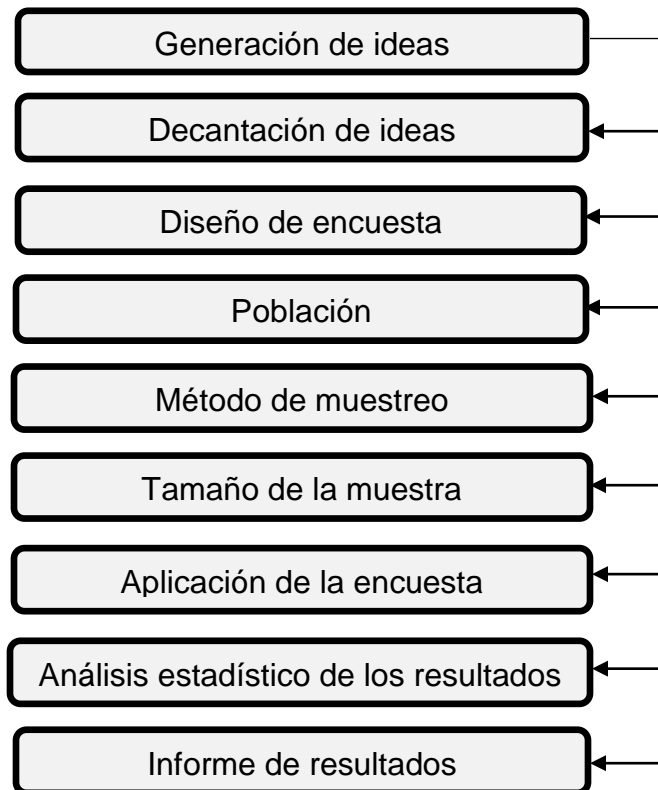 Generación de ideas
Decantación de ideas
Diseño de encuesta
Población
Método de muestreo
Tamaño de la muestra
Aplicación de la encuesta
Análisis estadístico de los resultados
Informe de resultados